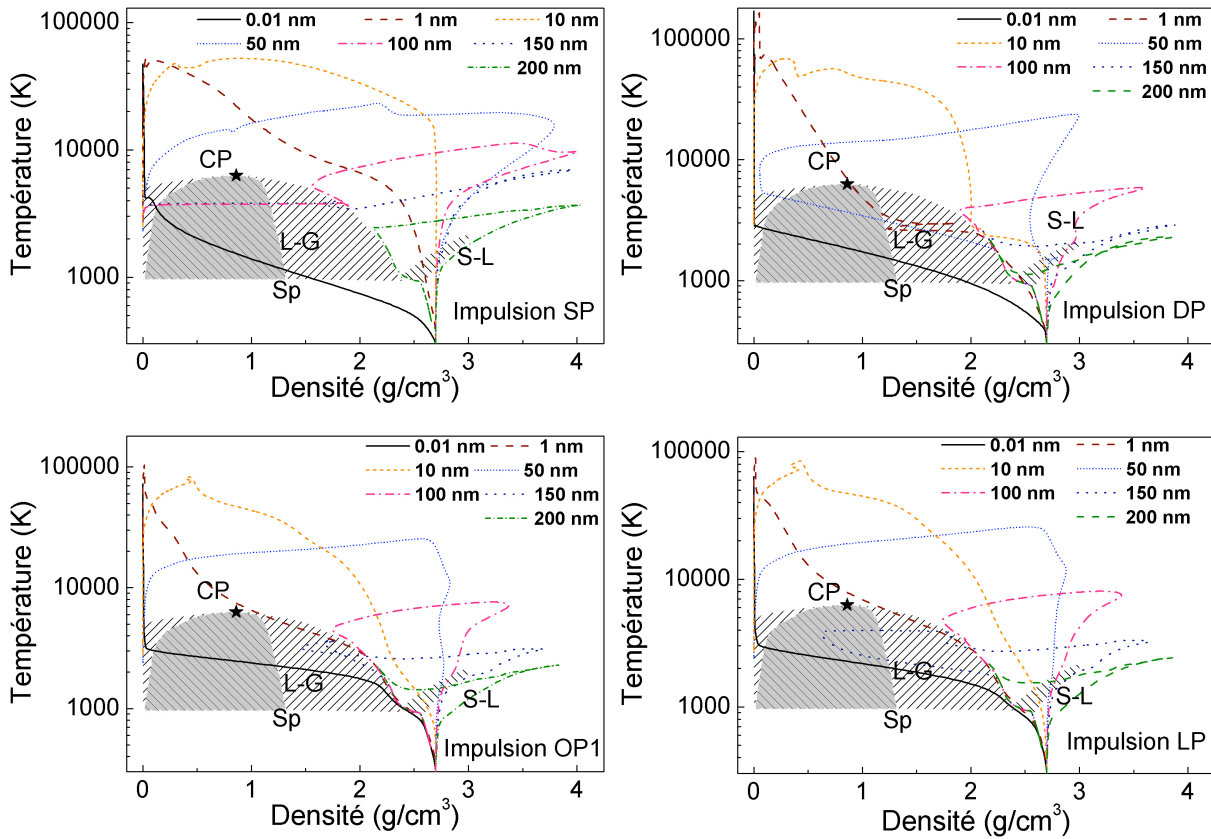 100000
10000
1000
Température (K)
0.01 nm 1 nm 10 nm
50 nm 100 nm 150 nm
200 nm
CP
L-G
S-L
Sp
Impulsion SP
0 1 2 3 4
Densité (g/cm³)
100000
10000
1000
Température (K)
0.01 nm 1 nm
10 nm 50 nm
100 nm 150 nm
200 nm
CP
S-L
L-G
Sp
Impulsion DP
0 1 2 3 4
Densité (g/cm³)
100000
10000
1000
Température (K)
0.01 nm 1 nm
10 nm 50 nm
100 nm 150 nm
200 nm
CP
L-G
S-L
Sp
Impulsion OP1
0 1 2 3 4
Densité (g/cm³)
100000
10000
1000
Température (K)
0.01 nm 1 nm
10 nm 50 nm
100 nm 150 nm
200 nm
CP
L-G
S-L
Sp
Impulsion LP
0 1 2 3 4
Densité (g/cm³)